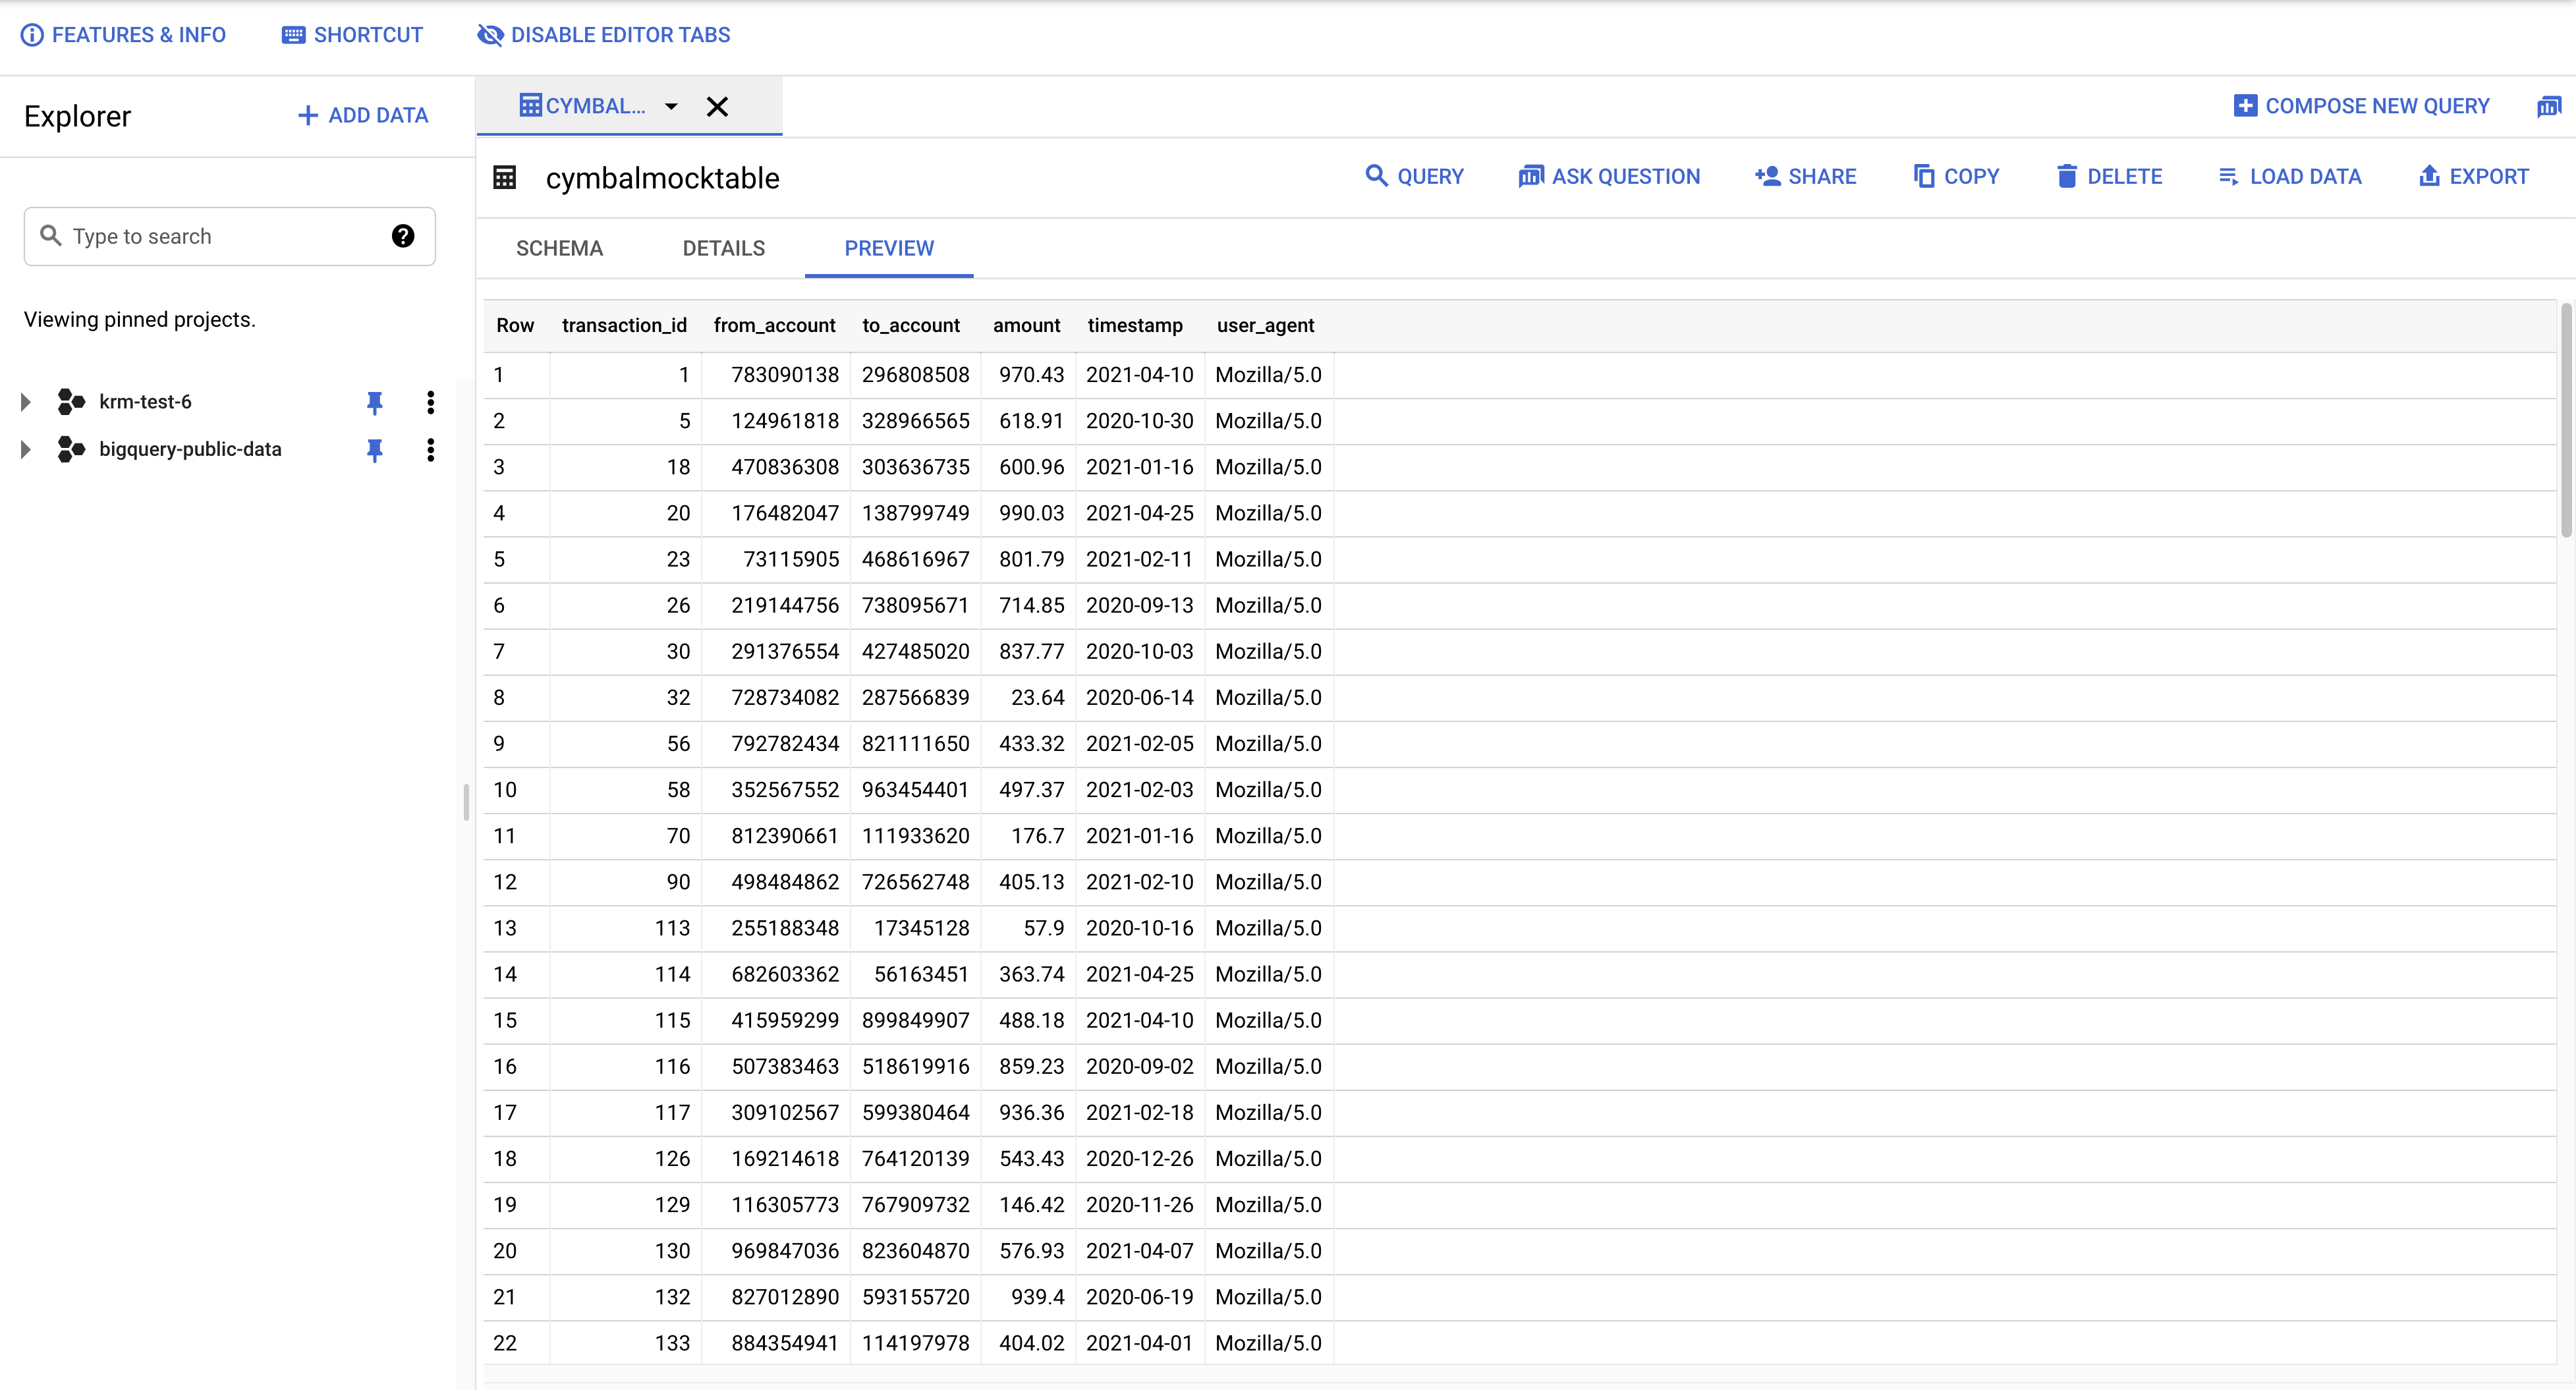 FEATURES & INFO SHORTCUT DISABLE EDITOR TABS
Explorer ADD DATA
CYMBAL... COMPOSE NEW QUERY
cymbalmocktable QUERY ASK QUESTION SHARE COPY DELETE LOAD DATA EXPORT
Type to search
SCHEMA DETAILS PREVIEW
Viewing pinned projects.
krm-test-6
bigquery-public-data
Row transaction_id from_account to_account amount timestamp user_agent
1 1 783090138 296808508 970.43 2021-04-10 Mozilla/5.0
2 5 124961818 328966565 618.91 2020-10-30 Mozilla/5.0
3 18 470836308 303636735 600.96 2021-01-16 Mozilla/5.0
4 20 176482047 138799749 990.03 2021-04-25 Mozilla/5.0
5 23 73115905 468616967 801.79 2021-02-11 Mozilla/5.0
6 26 219144756 738095671 714.85 2020-09-13 Mozilla/5.0
7 30 291376554 427485020 837.77 2020-10-03 Mozilla/5.0
8 32 728734082 287566839 23.64 2020-06-14 Mozilla/5.0
9 56 792782434 821111650 433.32 2021-02-05 Mozilla/5.0
10 58 352567552 963454401 497.37 2021-02-03 Mozilla/5.0
11 70 812390661 111933620 176.7 2021-01-16 Mozilla/5.0
12 90 498484862 726562748 405.13 2021-02-10 Mozilla/5.0
13 113 255188348 17345128 57.9 2020-10-16 Mozilla/5.0
14 114 682603362 56163451 363.74 2021-04-25 Mozilla/5.0
15 115 415959299 899849907 488.18 2021-04-10 Mozilla/5.0
16 116 507383463 518619916 859.23 2020-09-02 Mozilla/5.0
17 117 309102567 599380464 936.36 2021-02-18 Mozilla/5.0
18 126 169214618 764120139 543.43 2020-12-26 Mozilla/5.0
19 129 116305773 767909732 146.42 2020-11-26 Mozilla/5.0
20 130 969847036 823604870 576.93 2021-04-07 Mozilla/5.0
21 132 827012890 593155720 939.4 2020-06-19 Mozilla/5.0
22 133 884354941 114197978 404.02 2021-04-01 Mozilla/5.0